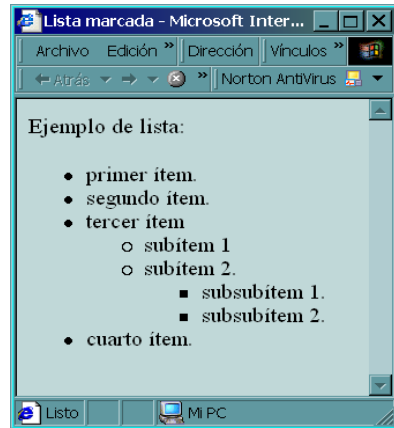 Lista marcada - Microsoft Inter...
Archivo Edición » Dirección Vínculos »
Atrás » Norton AntiVirus
Ejemplo de lista:
primer ítem.
segundo ítem.
tercer ítem
subítem 1
subítem 2.
subsubítem 1.
subsubítem 2.
cuarto ítem.
Listo Mi PC